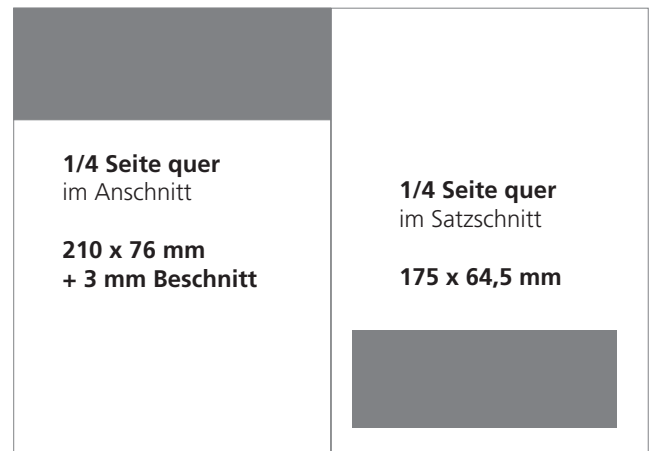 1/4 Seite quer
im Anschnitt
210 x 76 mm
+ 3 mm Beschnitt
1/4 Seite quer
im Satzschnitt
175 x 64,5 mm